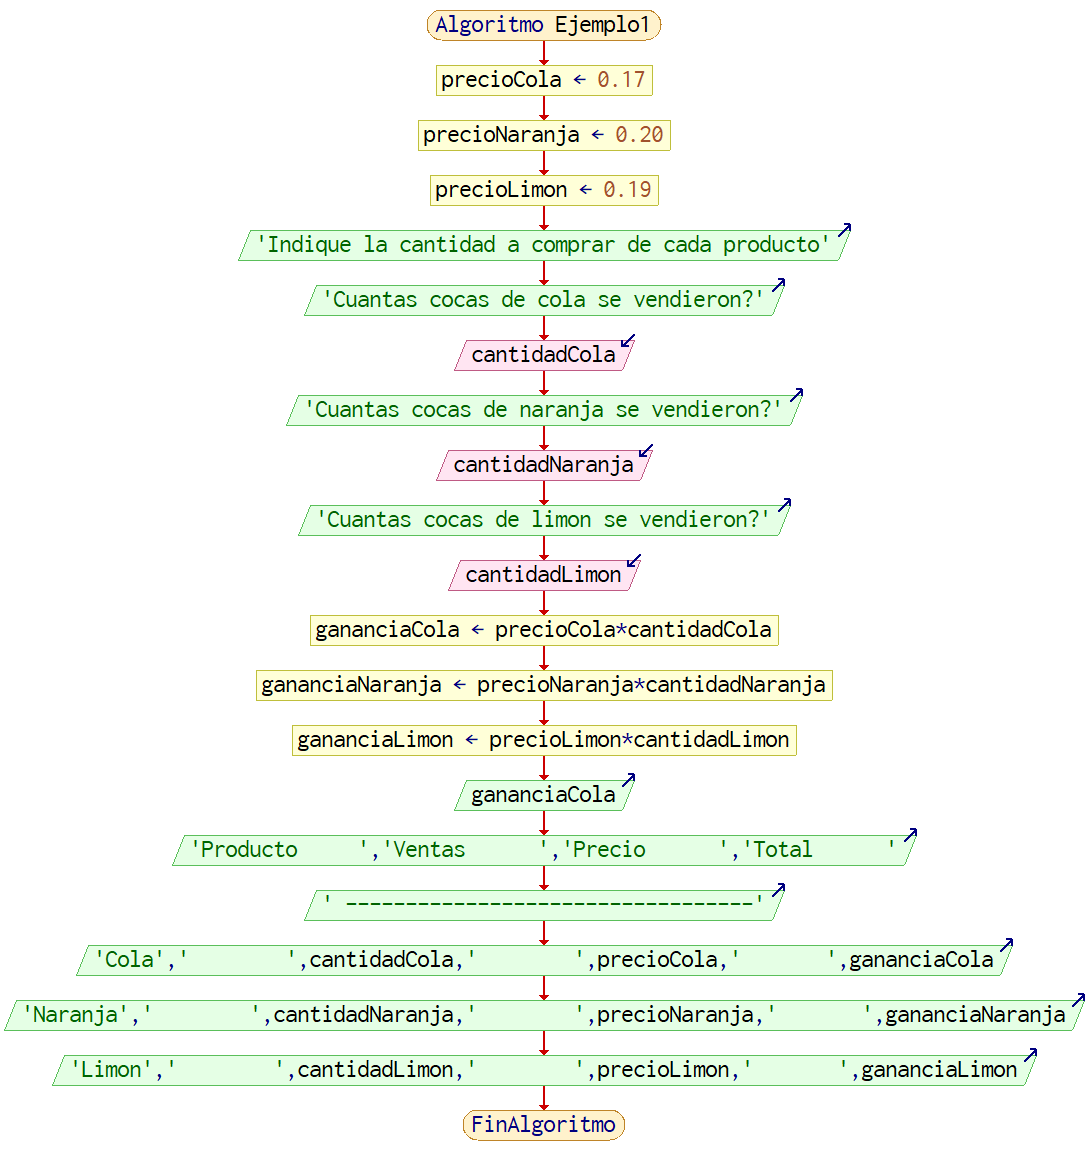 Algoritmo Ejemplo1
precioCola ← 0.17
precioNaranja ← 0.20
precioLimon ← 0.19
'Indique la cantidad a comprar de cada producto'
'Cuantas cocas de cola se vendieron?'
cantidadCola
'Cuantas cocas de naranja se vendieron?'
cantidadNaranja
'Cuantas cocas de limon se vendieron?'
cantidadLimon
gananciaCola ← precioCola*cantidadCola
gananciaNaranja ← precioNaranja*cantidadNaranja
gananciaLimon ← precioLimon*cantidadLimon
gananciaCola
'Producto     ','Ventas      ','Precio      ','Total      '
' ----------------------------------'
'Cola','        ',cantidadCola,'        ',precioCola,'       ',gananciaCola
'Naranja','        ',cantidadNaranja,'        ',precioNaranja,'       ',gananciaNaranja
'Limon','        ',cantidadLimon,'        ',precioLimon,'       ',gananciaLimon
FinAlgoritmo